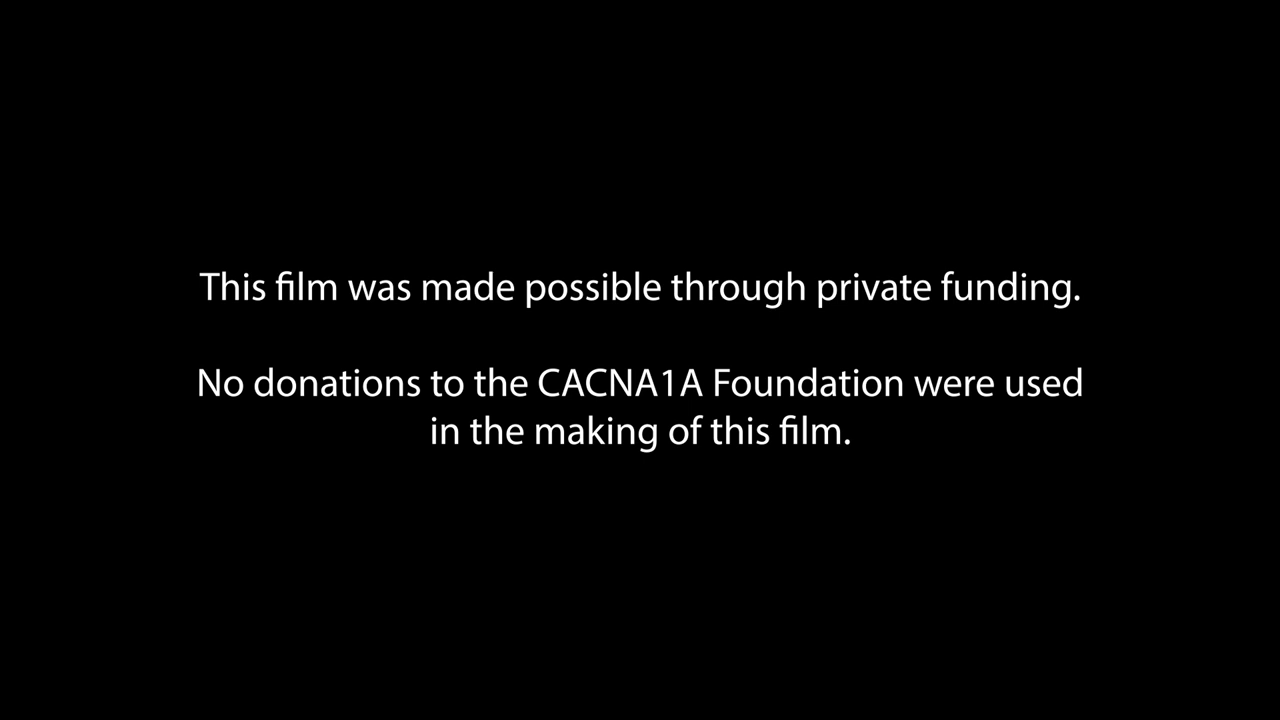 This film was made possible through private funding.
No donations to the CACNA1A Foundation were used
in the making of this film.